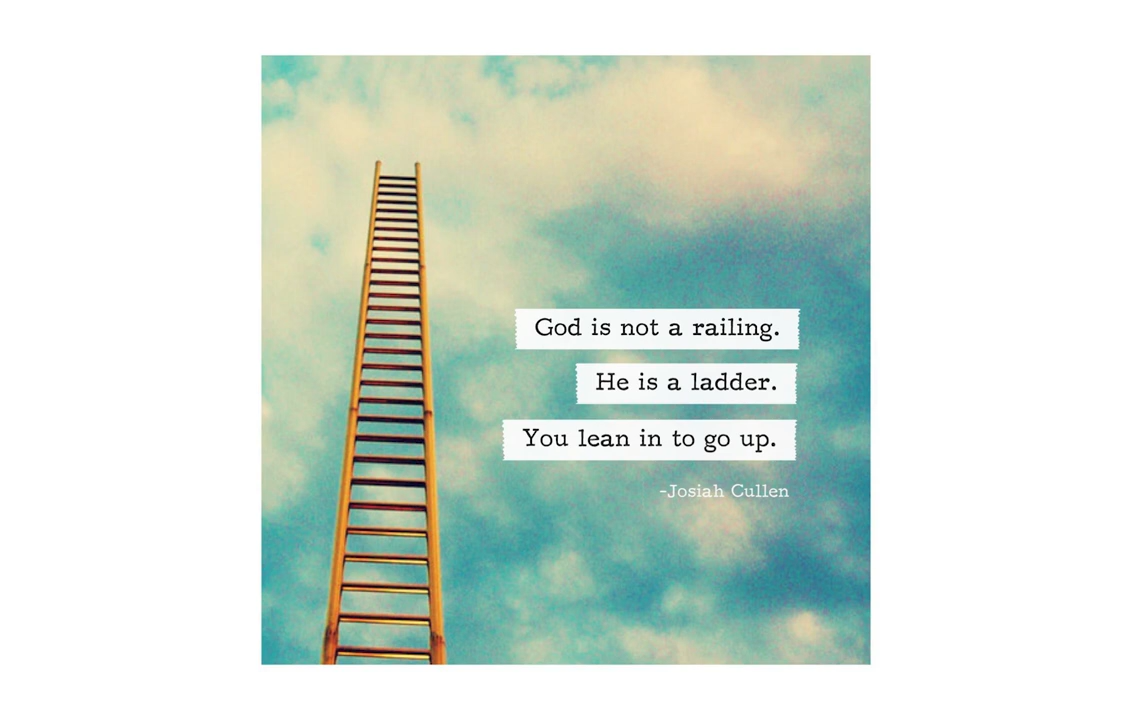 God is not a railing.
He is a ladder.
You lean in to go up.
-Josiah Cullen